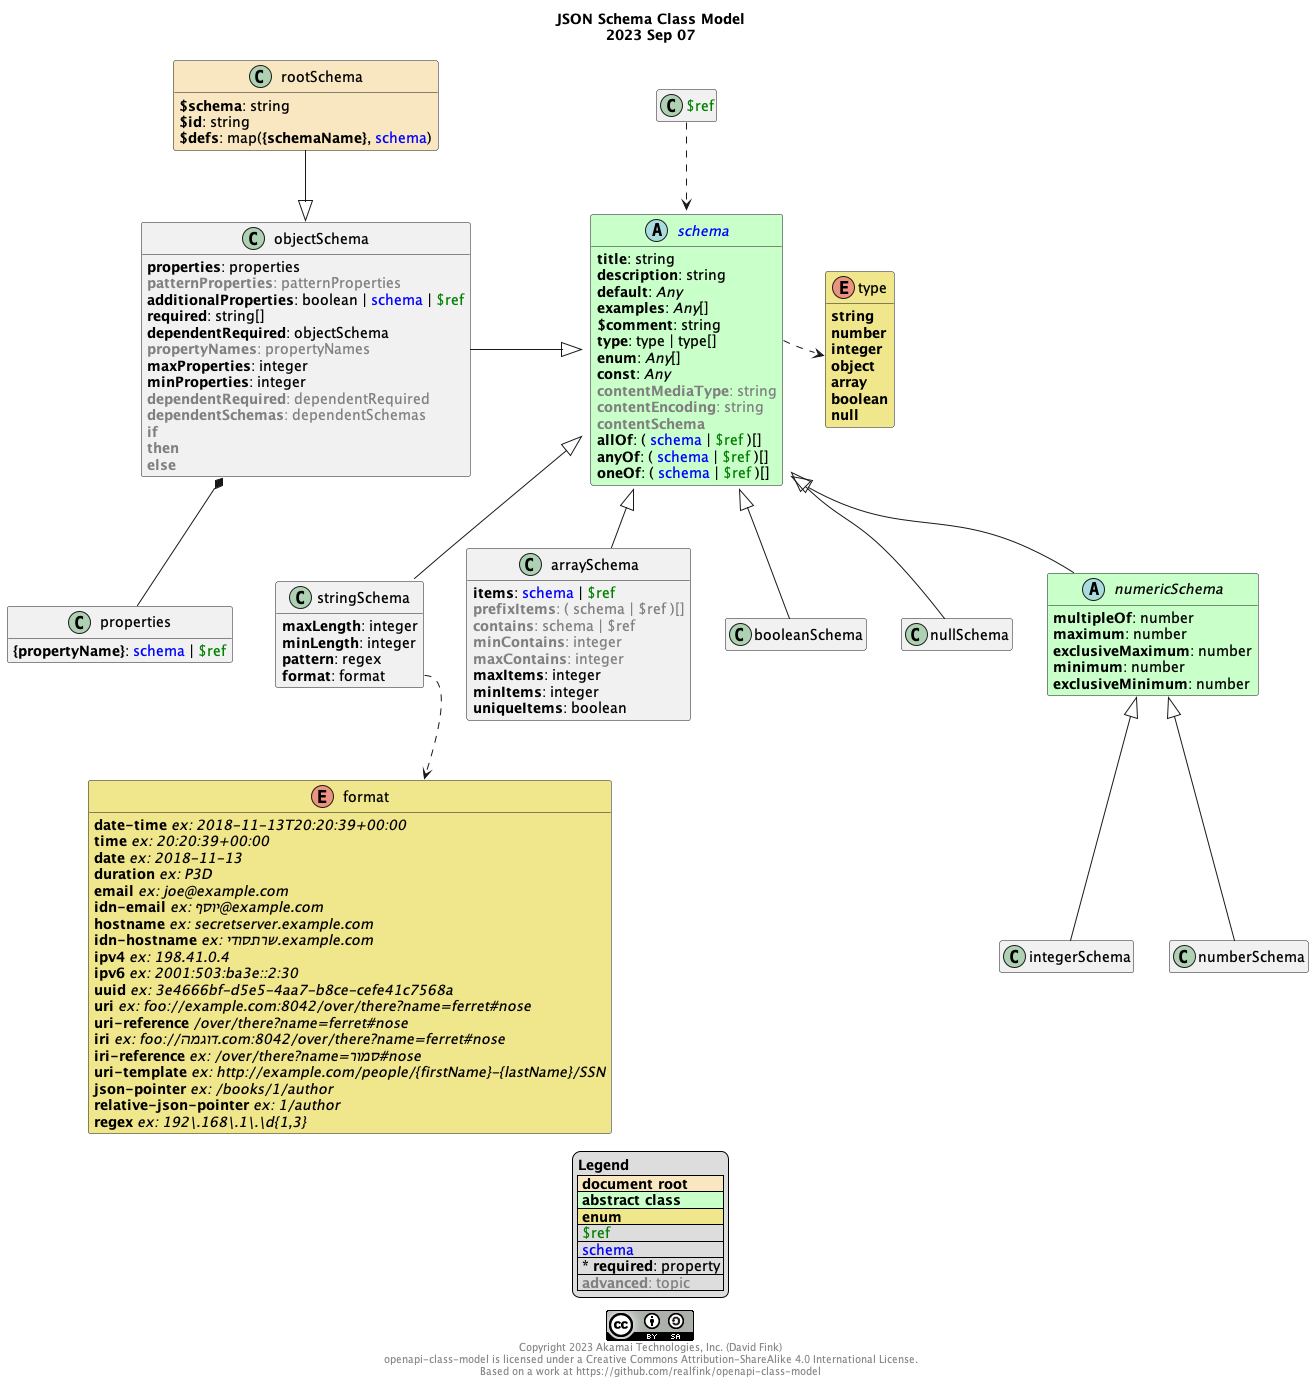 JSON Schema Class Model
2023 Sep 07
C rootSchema
$schema: string
$id: string
$defs: map({schemaName}, schema)
C $ref
C objectSchema
properties: properties
patternProperties: patternProperties
additionalProperties: boolean | schema | $ref
required: string[]
dependentRequired: objectSchema
propertyNames: propertyNames
maxProperties: integer
minProperties: integer
dependentRequired: dependentRequired
dependentSchemas: dependentSchemas
if
then
else
A schema
title: string
description: string
default: Any
examples: Any[]
$comment: string
type: type | type[]
enum: Any[]
const: Any
contentMediaType: string
contentEncoding: string
contentSchema
allOf: ( schema | $ref )[]
anyOf: ( schema | $ref )[]
oneOf: ( schema | $ref )[]
E type
string
number
integer
object
array
boolean
null
C properties
{propertyName}: schema | $ref
C stringSchema
maxLength: integer
minLength: integer
pattern: regex
format: format
C arraySchema
items: schema | $ref
prefixItems: ( schema | $ref )[]
contains: schema | $ref
minContains: integer
maxContains: integer
maxItems: integer
minItems: integer
uniqueItems: boolean
C booleanSchema
C nullSchema
A numericSchema
multipleOf: number
maximum: number
exclusiveMaximum: number
minimum: number
exclusiveMinimum: number
E format
date-time ex: 2018-11-13T20:20:39+00:00
time ex: 20:20:39+00:00
date ex: 2018-11-13
duration ex: P3D
email ex: joe@example.com
idn-email ex: יוסף@example.com
hostname ex: secretserver.example.com
idn-hostname ex: שרתסודי.example.com
ipv4 ex: 198.41.0.4
ipv6 ex: 2001:503:ba3e::2:30
uuid ex: 3e4666bf-d5e5-4aa7-b8ce-cefe41c7568a
uri ex: foo://example.com:8042/over/there?name=ferret#nose
uri-reference /over/there?name=ferret#nose
iri ex: foo://דוגמה.com:8042/over/there?name=ferret#nose
iri-reference ex: /over/there?name=סמור#nose
uri-template ex: http://example.com/people/{firstName}-{lastName}/SSN
json-pointer ex: /books/1/author
relative-json-pointer ex: 1/author
regex ex: 192\.168\.1\.\d{1,3}
C integerSchema
C numberSchema
Legend
document root
abstract class
enum
$ref
schema
* required: property
advanced: topic
cc BY SA
Copyright 2023 Akamai Technologies, Inc. (David Fink)
openapi-class-model is licensed under a Creative Commons Attribution-ShareAlike 4.0 International License.
Based on a work at https://github.com/realfink/openapi-class-model